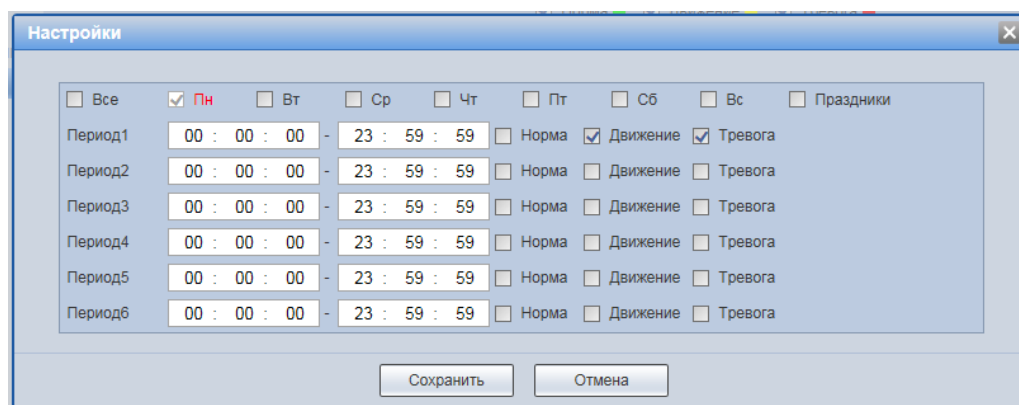 Настройки
Все Пн Вт Ср Чт Пт Сб Вс Праздники
Период1 00 : 00 : 00 - 23 : 59 : 59 Норма Движение Тревога
Период2 00 : 00 : 00 - 23 : 59 : 59 Норма Движение Тревога
Период3 00 : 00 : 00 - 23 : 59 : 59 Норма Движение Тревога
Период4 00 : 00 : 00 - 23 : 59 : 59 Норма Движение Тревога
Период5 00 : 00 : 00 - 23 : 59 : 59 Норма Движение Тревога
Период6 00 : 00 : 00 - 23 : 59 : 59 Норма Движение Тревога
Сохранить Отмена